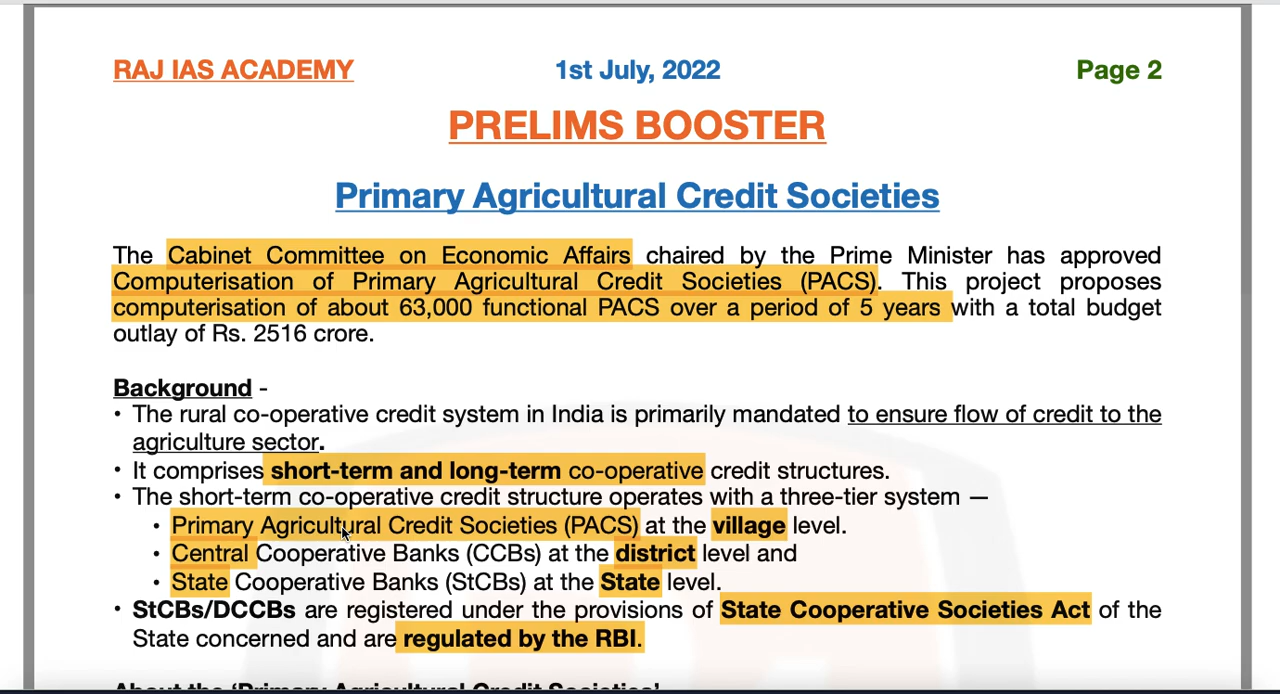 RAJ IAS ACADEMY 1st July, 2022 Page 2
PRELIMS BOOSTER
Primary Agricultural Credit Societies
The Cabinet Committee on Economic Affairs chaired by the Prime Minister has approved
Computerisation of Primary Agricultural Credit Societies (PACS). This project proposes
computerisation of about 63,000 functional PACS over a period of 5 years with a total budget
outlay of Rs. 2516 crore.
Background -
• The rural co-operative credit system in India is primarily mandated to ensure flow of credit to the
agriculture sector.
• It comprises short-term and long-term co-operative credit structures.
• The short-term co-operative credit structure operates with a three-tier system —
• Primary Agricultural Credit Societies (PACS) at the village level.
• Central Cooperative Banks (CCBs) at the district level and
• State Cooperative Banks (StCBs) at the State level.
• StCBs/DCCBs are registered under the provisions of State Cooperative Societies Act of the
State concerned and are regulated by the RBI.
About the ‘Primary Agricultural Credit Societies’